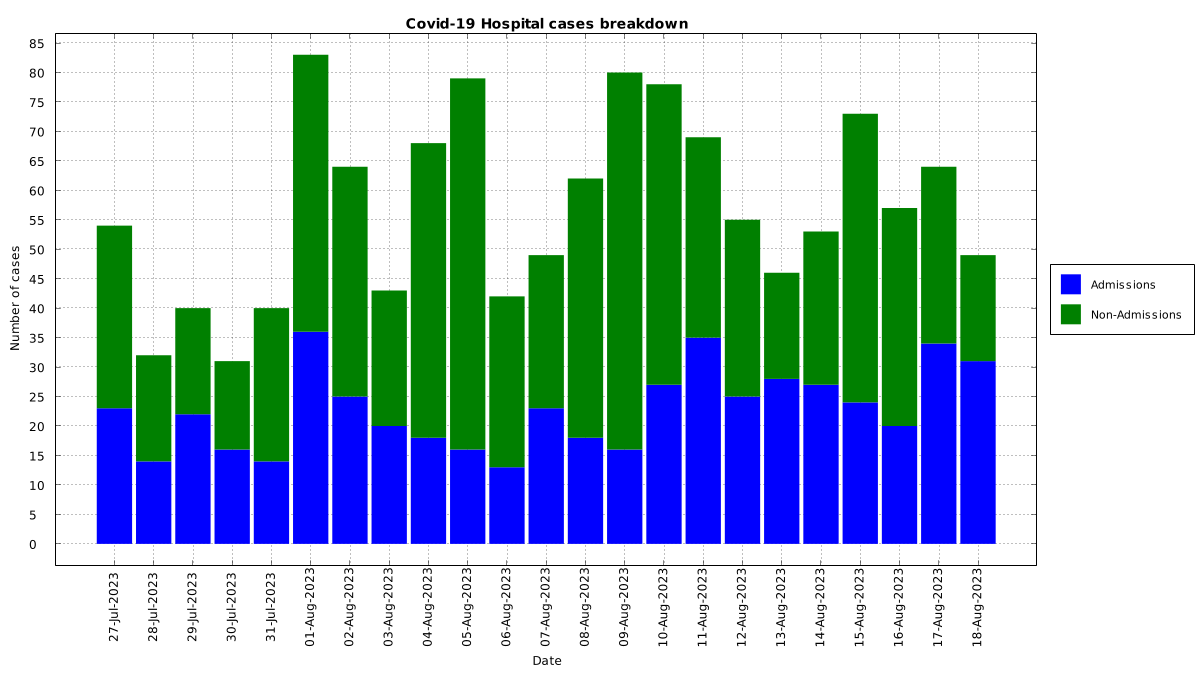 Covid-19 Hospital cases breakdown
85
80
75
70
65
60
55
50
45
40
35
30
25
20
15
10
5
0
Number of cases
27-Jul-2023
28-Jul-2023
29-Jul-2023
30-Jul-2023
31-Jul-2023
01-Aug-2023
02-Aug-2023
03-Aug-2023
04-Aug-2023
05-Aug-2023
06-Aug-2023
07-Aug-2023
08-Aug-2023
09-Aug-2023
10-Aug-2023
11-Aug-2023
12-Aug-2023
13-Aug-2023
14-Aug-2023
15-Aug-2023
16-Aug-2023
17-Aug-2023
18-Aug-2023
Date
Admissions
Non-Admissions